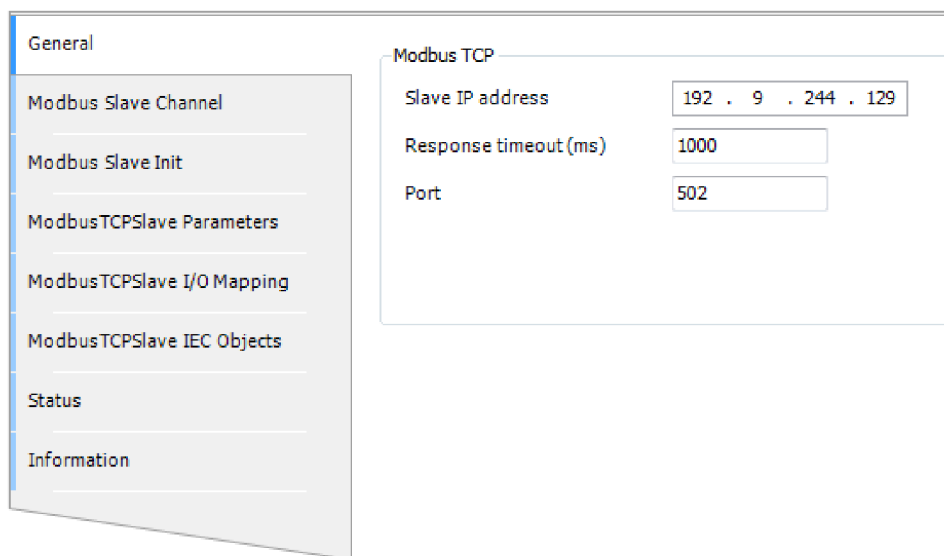 General
Modbus Slave Channel
Modbus Slave Init
ModbusTCPSlave Parameters
ModbusTCPSlave I/O Mapping
ModbusTCPSlave IEC Objects
Status
Information
Modbus TCP
Slave IP address 192 . 9 . 244 . 129
Response timeout (ms) 1000
Port 502